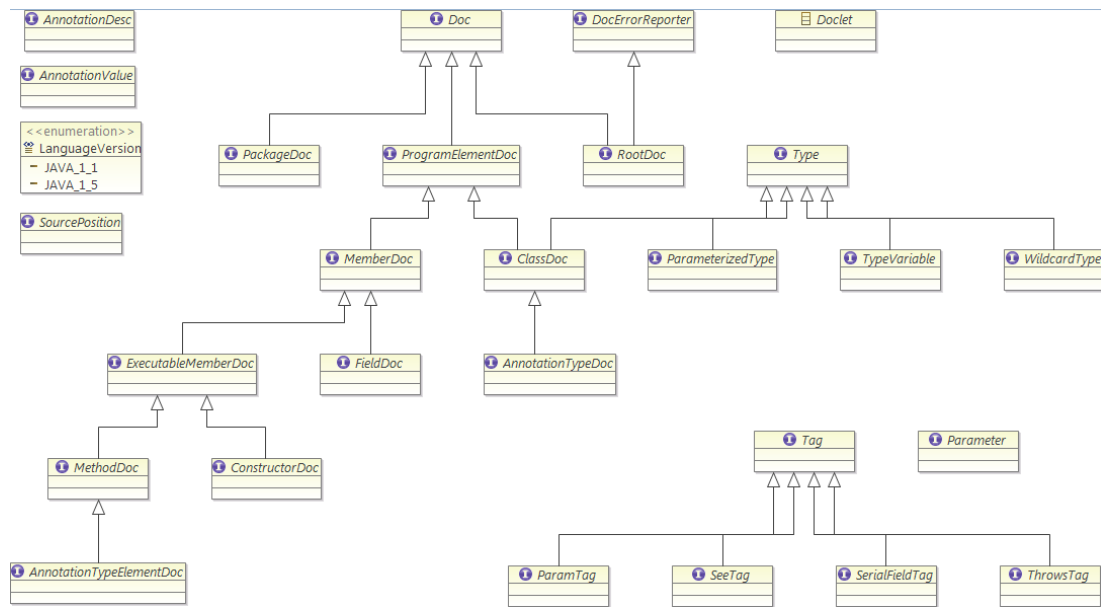 AnnotationDesc
Doc
DocErrorReporter
Doclet
AnnotationValue
<<enumeration>>
LanguageVersion
JAVA_1_1
JAVA_1_5
PackageDoc
ProgramElementDoc
RootDoc
Type
SourcePosition
MemberDoc
ClassDoc
ParameterizedType
TypeVariable
WildcardType
ExecutableMemberDoc
FieldDoc
AnnotationTypeDoc
Tag
Parameter
MethodDoc
ConstructorDoc
AnnotationTypeElementDoc
ParamTag
SeeTag
SerialFieldTag
ThrowsTag